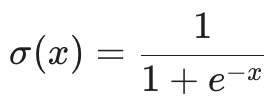 σ(x) = 1 / (1 + e^{-x})